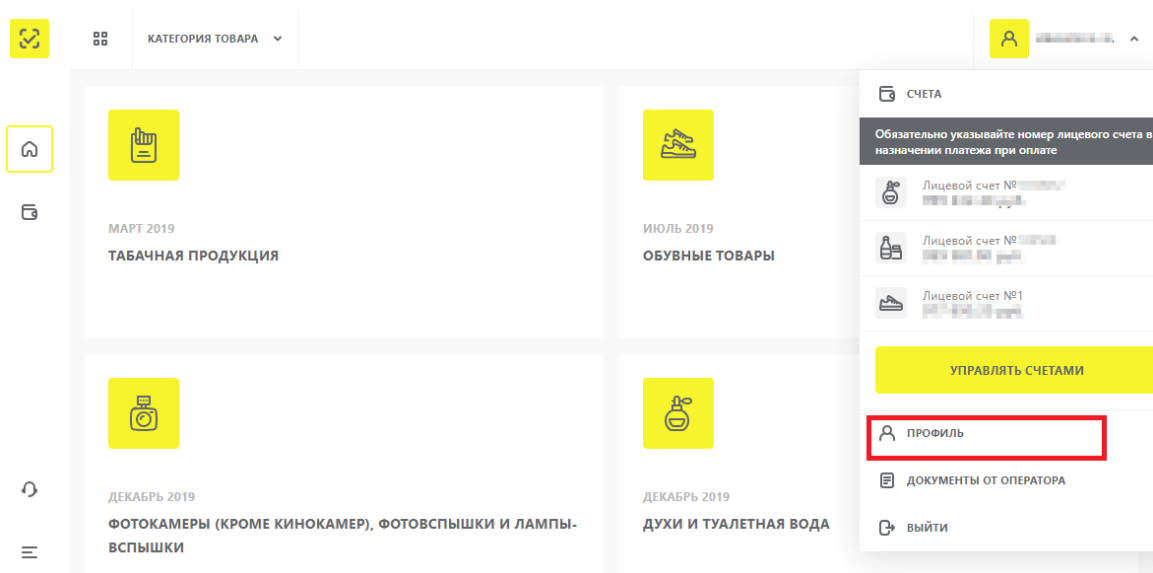 КАТЕГОРИЯ ТОВАРА
СЧЕТА
Обязательно указывайте номер лицевого счета в
назначении платежа при оплате
Лицевой счет №
Лицевой счет №
Лицевой счет №1
УПРАВЛЯТЬ СЧЕТАМИ
ПРОФИЛЬ
ДОКУМЕНТЫ ОТ ОПЕРАТОРА
ВЫЙТИ
МАРТ 2019
ТАБАЧНАЯ ПРОДУКЦИЯ
ИЮЛЬ 2019
ОБУВНЫЕ ТОВАРЫ
ДЕКАБРЬ 2019
ФОТОКАМЕРЫ (КРОМЕ КИНОКАМЕР), ФОТОВСПЫШКИ И ЛАМПЫ-
ВСПЫШКИ
ДЕКАБРЬ 2019
ДУХИ И ТУАЛЕТНАЯ ВОДА